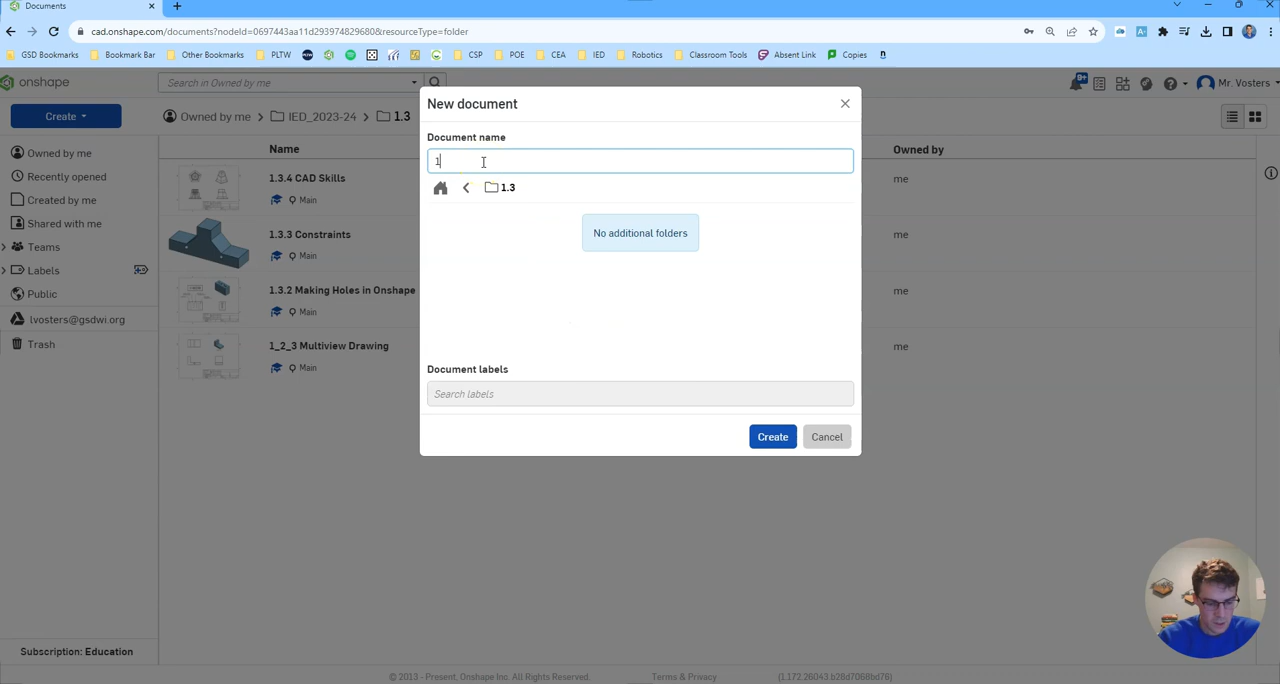 Documents
cad.onshape.com/documents?nodeId=0697443aa11d293974829680&resourceType=folder
GSD Bookmarks Bookmark Bar Other Bookmarks PLTW CSP POE CEA IED Robotics Classroom Tools Absent Link Copies
onshape Search in Owned by me 9+ Mr. Vosters
Create Owned by me IED_2023-24 1.3
New document
Document name
1
1.3
No additional folders
Document labels
Search labels
Create Cancel
Name Owned by
Owned by me
Recently opened
Created by me
Shared with me
Teams
Labels
Public
lvosters@gsdwi.org
Trash
1.3.4 CAD Skills me
Main
1.3.3 Constraints me
Main
1.3.2 Making Holes in Onshape me
Main
1_2_3 Multiview Drawing me
Main
Subscription: Education
© 2013 - Present, Onshape Inc. All Rights Reserved. Terms & Privacy (1.172.26043.b28d7068bd76)